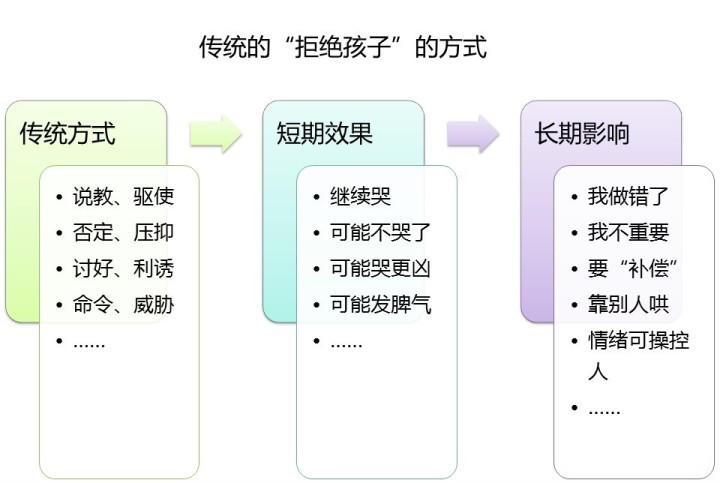 传统的“拒绝孩子”的方式
传统方式
• 说教、驱使
• 否定、压抑
• 讨好、利诱
• 命令、威胁
• ......
短期效果
• 继续哭
• 可能不哭了
• 可能哭更凶
• 可能发脾气
• ......
长期影响
• 我做错了
• 我不重要
• 要“补偿”
• 靠别人哄
• 情绪可操控
人
• ......